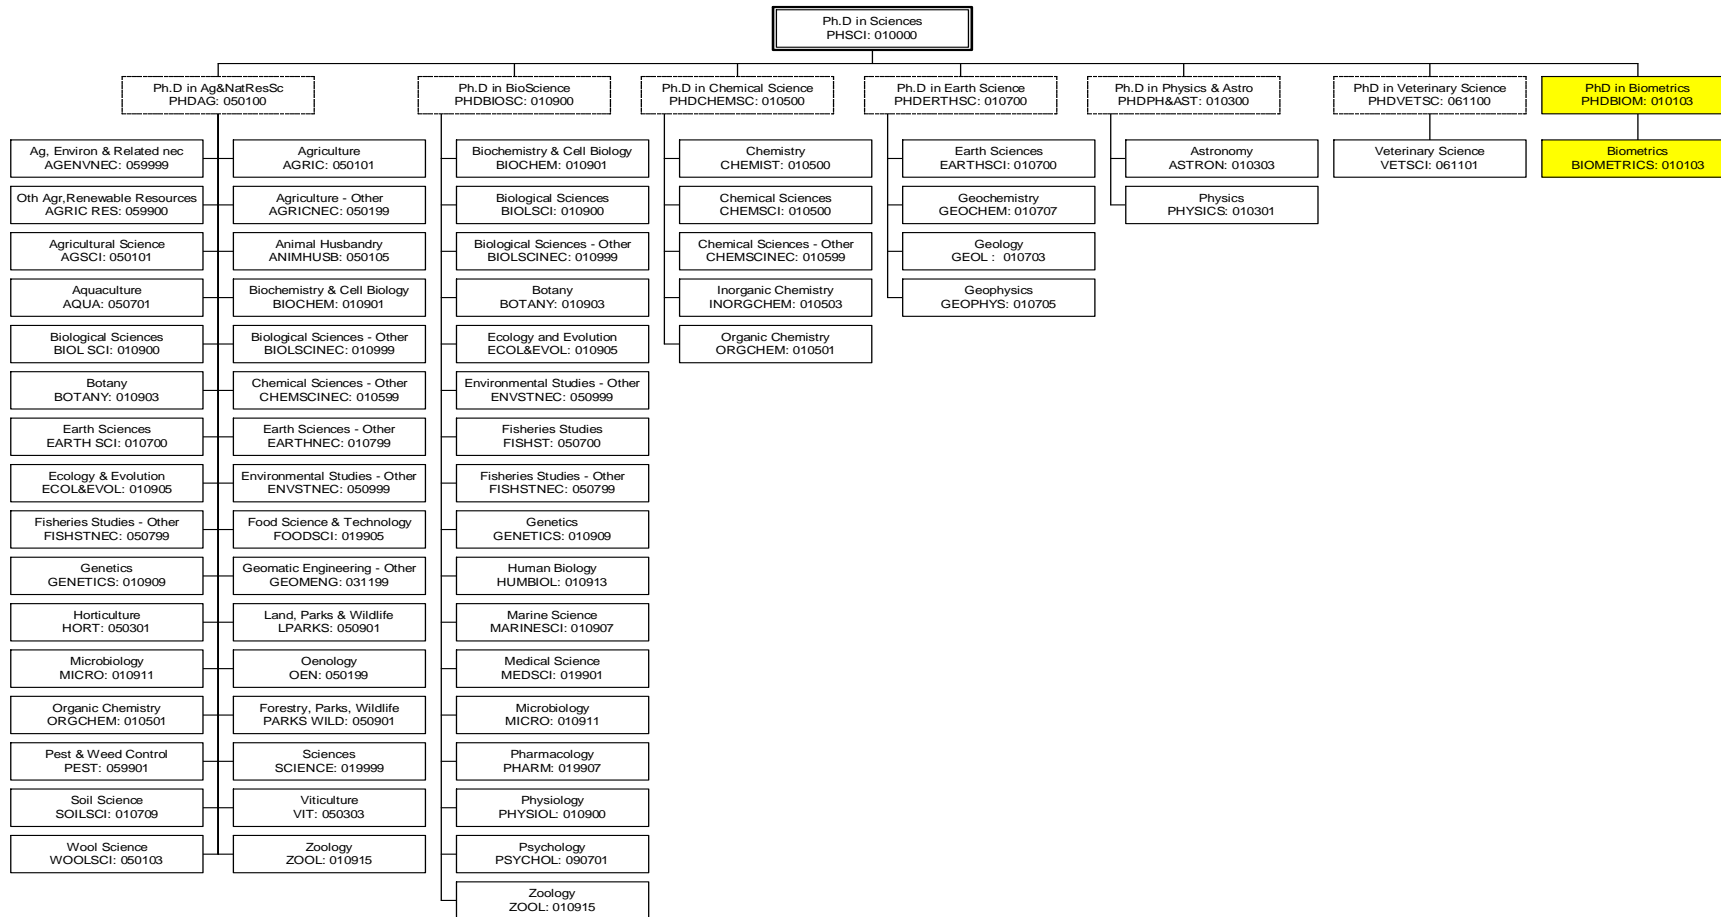 Ph.D in Sciences
PHSCI: 010000
Ph.D in Ag&NatResSc
PHDAG: 050100
Ph.D in BioScience
PHDBIOSC: 010900
Ph.D in Chemical Science
PHDCHEMSC: 010500
Ph.D in Earth Science
PHDERTHSC: 010700
Ph.D in Physics & Astro
PHDPH&AST: 010300
PhD in Veterinary Science
PHDVETSC: 061100
PhD in Biometrics
PHDBIOM: 010103
Ag, Environ & Related nec
AGENVNEC: 059999
Oth Agr,Renewable Resources
AGRIC RES: 059900
Agricultural Science
AGSCI: 050101
Aquaculture
AQUA: 050701
Biological Sciences
BIOL SCI: 010900
Botany
BOTANY: 010903
Earth Sciences
EARTH SCI: 010700
Ecology & Evolution
ECOL&EVOL: 010905
Fisheries Studies - Other
FISHSTNEC: 050799
Genetics
GENETICS: 010909
Horticulture
HORT: 050301
Microbiology
MICRO: 010911
Organic Chemistry
ORGCHEM: 010501
Pest & Weed Control
PEST: 059901
Soil Science
SOILSCI: 010709
Wool Science
WOOLSCI: 050103
Agriculture
AGRIC: 050101
Agriculture - Other
AGRICNEC: 050199
Animal Husbandry
ANIMHUSB: 050105
Biochemistry & Cell Biology
BIOCHEM: 010901
Biological Sciences - Other
BIOLSCINEC: 010999
Chemical Sciences - Other
CHEMSCINEC: 010599
Earth Sciences - Other
EARTHNEC: 010799
Environmental Studies - Other
ENVSTNEC: 050999
Food Science & Technology
FOODSCI: 019905
Geomatic Engineering - Other
GEOMENG: 031199
Land, Parks & Wildlife
LPARKS: 050901
Oenology
OEN: 050199
Forestry, Parks, Wildlife
PARKS WILD: 050901
Sciences
SCIENCE: 019999
Viticulture
VIT: 050303
Zoology
ZOOL: 010915
Biochemistry & Cell Biology
BIOCHEM: 010901
Biological Sciences
BIOLSCI: 010900
Biological Sciences - Other
BIOLSCINEC: 010999
Botany
BOTANY: 010903
Ecology and Evolution
ECOL&EVOL: 010905
Environmental Studies - Other
ENVSTNEC: 050999
Fisheries Studies
FISHST: 050700
Fisheries Studies - Other
FISHSTNEC: 050799
Genetics
GENETICS: 010909
Human Biology
HUMBIOL: 010913
Marine Science
MARINESCI: 010907
Medical Science
MEDSCI: 019901
Microbiology
MICRO: 010911
Pharmacology
PHARM: 019907
Physiology
PHYSIOL: 010900
Psychology
PSYCHOL: 090701
Zoology
ZOOL: 010915
Chemistry
CHEMIST: 010500
Chemical Sciences
CHEMSCI: 010500
Chemical Sciences - Other
CHEMSCINEC: 010599
Inorganic Chemistry
INORGCHEM: 010503
Organic Chemistry
ORGCHEM: 010501
Earth Sciences
EARTHSCI: 010700
Geochemistry
GEOCHEM: 010707
Geology
GEOL : 010703
Geophysics
GEOPHYS: 010705
Astronomy
ASTRON: 010303
Physics
PHYSICS: 010301
Veterinary Science
VETSCI: 061101
Biometrics
BIOMETRICS: 010103